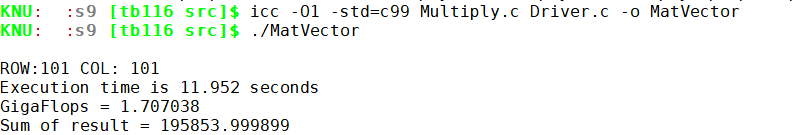 KNU: :s9 [tb116 src]$ icc -O1 -std=c99 Multiply.c Driver.c -o MatVector
KNU: :s9 [tb116 src]$ ./MatVector
ROW:101 COL: 101
Execution time is 11.952 seconds
GigaFlops = 1.707038
Sum of result = 195853.999899